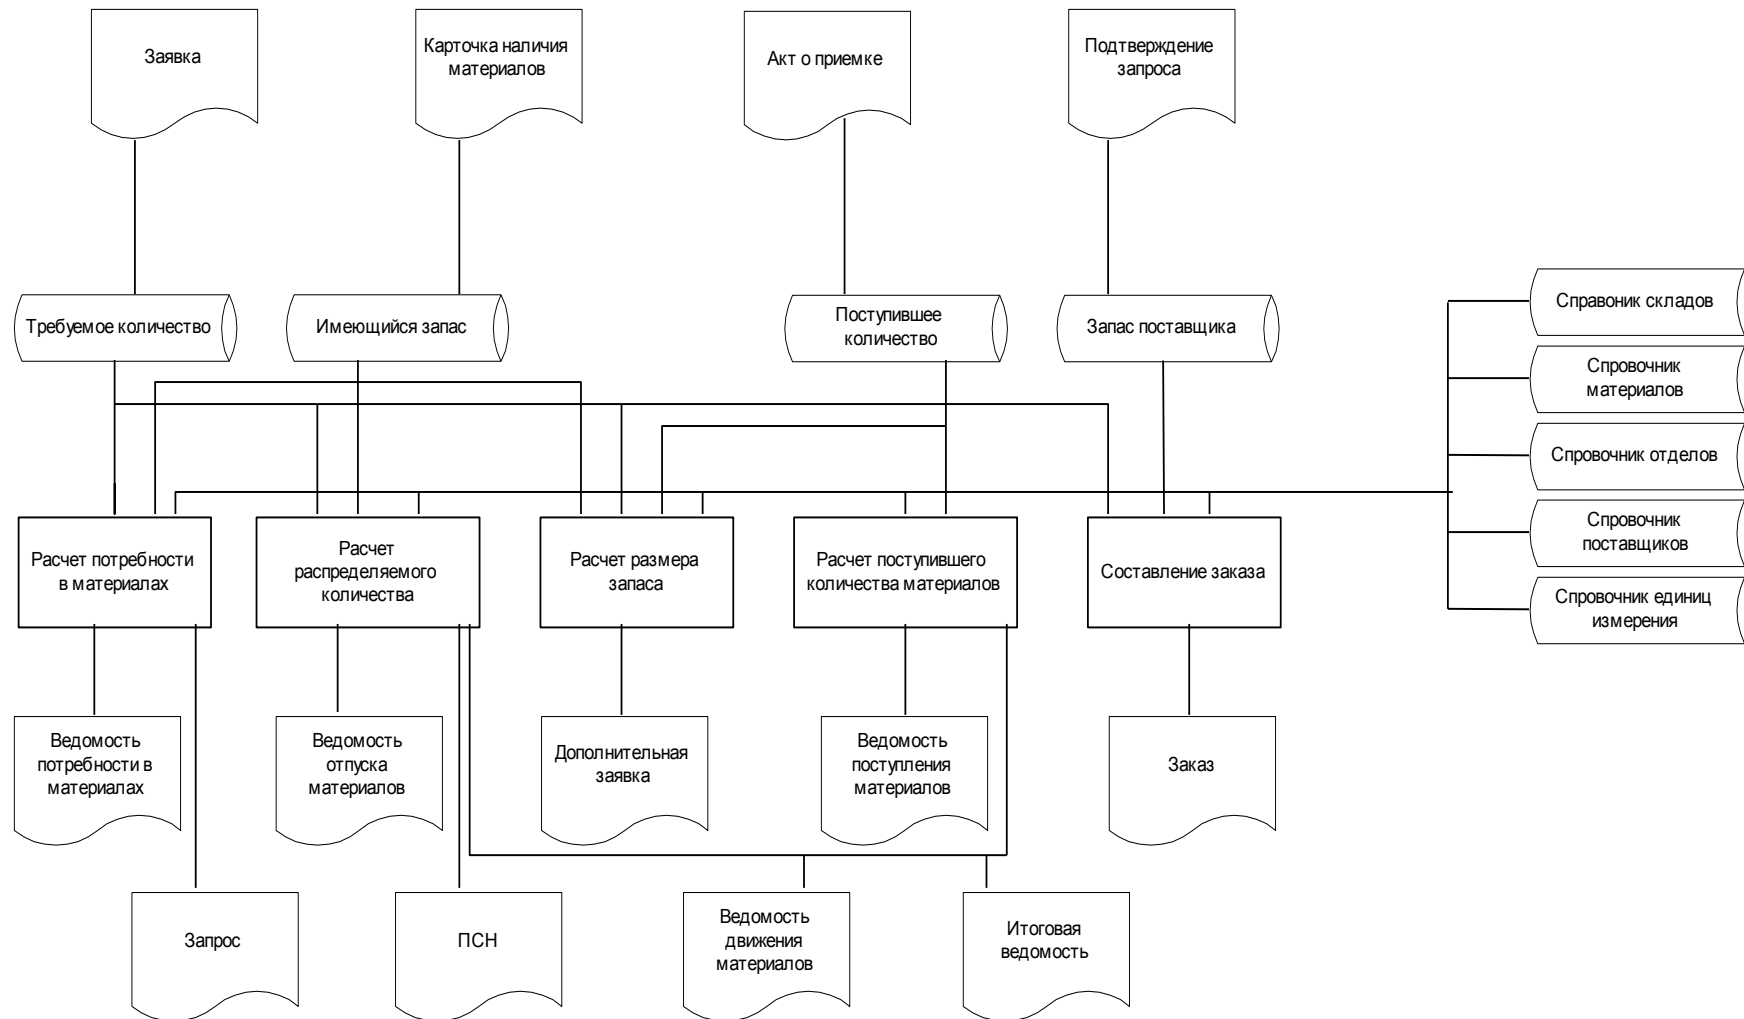 Заявка
Карточка наличия
материалов
Акт о приемке
Подтверждение
запроса
Требуемое количество
Имеющийся запас
Поступившее
количество
Запас поставщика
Справоник складов
Спровочник
материалов
Спровочник отделов
Спровочник
поставщиков
Спровочник единиц
измерения
Расчет потребности
в материалах
Расчет
распределяемого
количества
Расчет размера
запаса
Расчет поступившего
количества материалов
Составление заказа
Ведомость
потребности в
материалах
Ведомость
отпуска
материалов
Дополнительная
заявка
Ведомость
поступления
материалов
Заказ
Запрос
ПСН
Ведомость
движения
материалов
Итоговая
ведомость